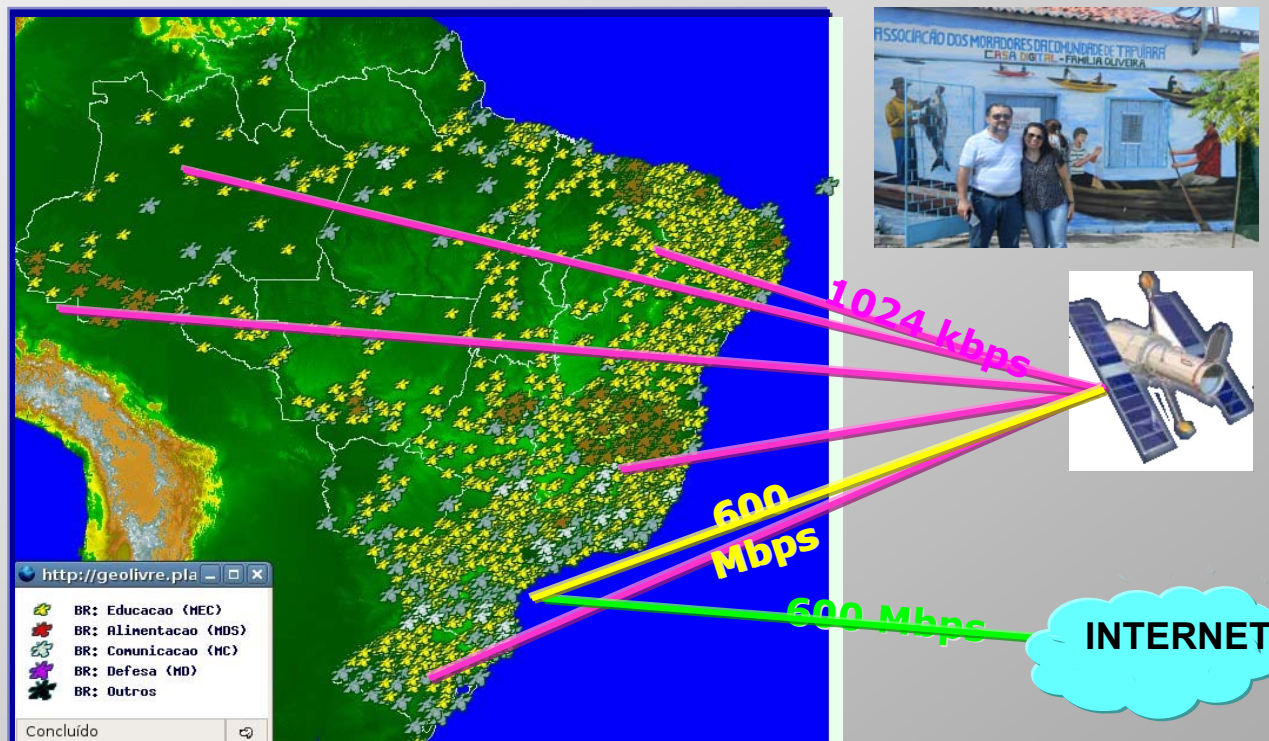 ASSOCIAÇÃO DOS MORADORES DA COMUNIDADE DE TAPUIARÁ
CASA DIGITAL - FAMÍLIA OLIVEIRA
1024 kbps
600
Mbps
600 Mbps
INTERNET
http://geolivre.pla
BR: Educacao (MEC)
BR: Alimentacao (MDS)
BR: Comunicacao (MC)
BR: Defesa (MD)
BR: Outros
Concluído